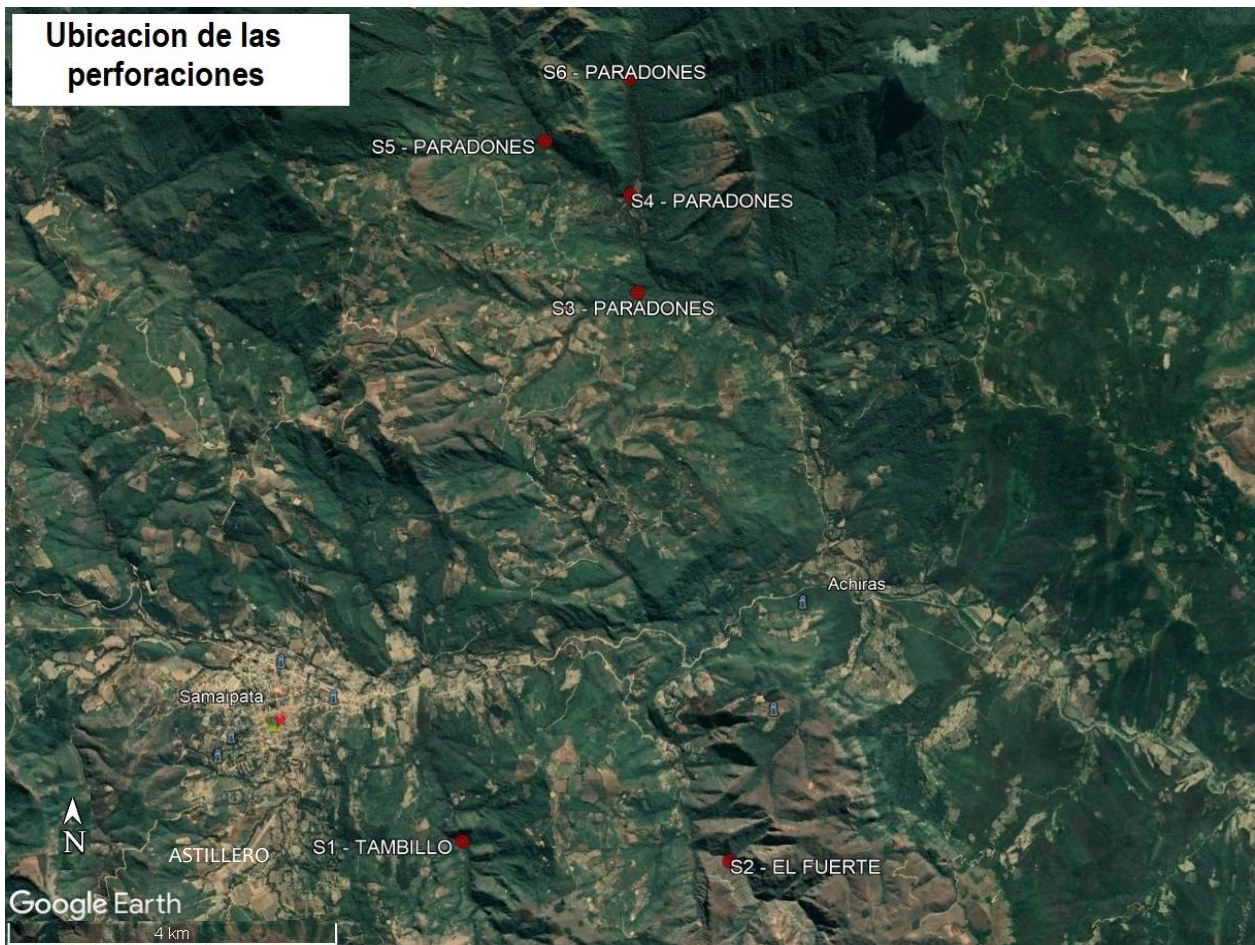 Ubicacion de las
perforaciones
S6 - PARADONES
S5 - PARADONES
S4 - PARADONES
S3 - PARADONES
Achiras
Samaipata
N
ASTILLERO
S1 - TAMBILLO
S2 - EL FUERTE
Google Earth
4 km